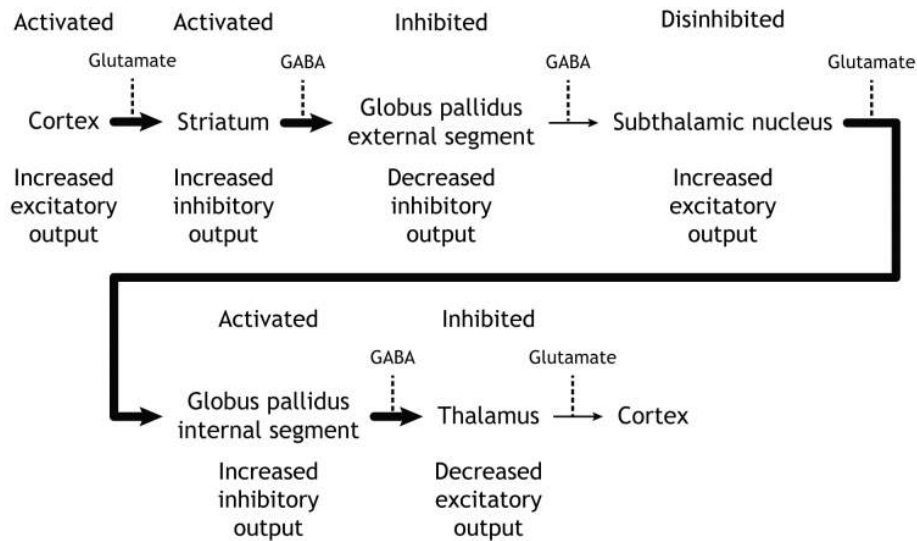 Activated Activated Inhibited Disinhibited
Glutamate GABA GABA Glutamate
Cortex Striatum Globus pallidus
external segment Subthalamic nucleus
Increased
excitatory
output
Increased
inhibitory
output
Decreased
inhibitory
output
Increased
excitatory
output
Activated Inhibited
GABA Glutamate
Globus pallidus
internal segment Thalamus Cortex
Increased
inhibitory
output
Decreased
excitatory
output